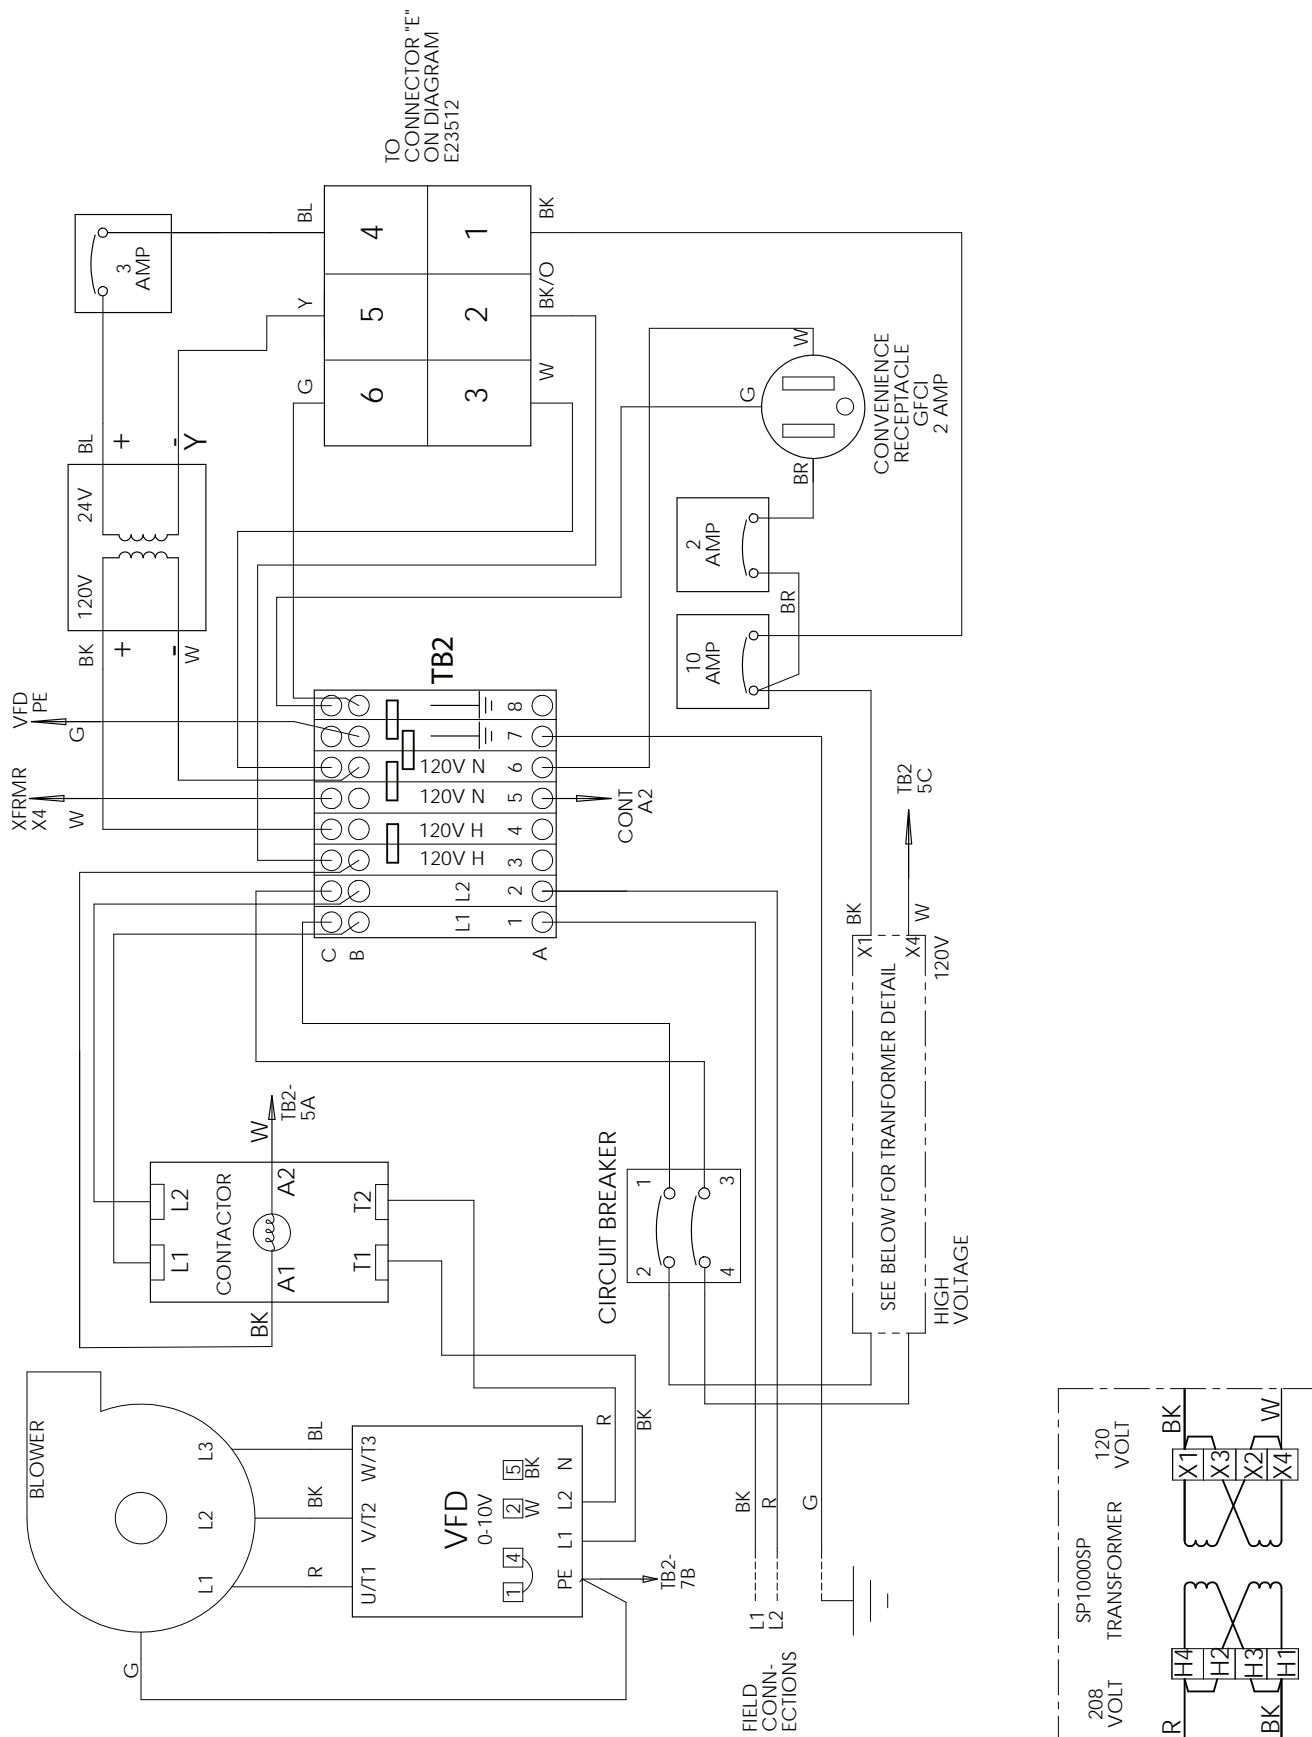 BLOWER
L1
L2
L3
G
R
BK
BL
U/T1
V/T2
W/T3
VFD
0-10V
1
4
2
W
5
BK
PE
L1
L2
N
TB2-
7B
R
BK
CONTACTOR
L1
L2
A1
A2
T1
T2
BK
W
TB2-
5A
XFRMR
X4
W
VFD
PE
G
BK
+
-
W
120V
24V
BL
+
-
Y
3
AMP
BL
Y
G
6
5
4
3
2
1
W
BK/O
BK
TO
CONNECTOR "E"
ON DIAGRAM
E23512
TB2
C
B
A
L1
L2
120V H
120V H
120V N
120V N
1
2
3
4
5
6
7
8
CONT
A2
CIRCUIT BREAKER
2
1
4
3
10
AMP
BR
2
AMP
BR
G
W
CONVENIENCE
RECEPTACLE
GFCI
2 AMP
FIELD
CONN-
ECTIONS
L1
L2
BK
R
G
SEE BELOW FOR TRANFORMER DETAIL
HIGH
VOLTAGE
X1
X4
120V
BK
W
TB2
5C
208
VOLT
SP1000SP
TRANSFORMER
120
VOLT
R
BK
H4
H2
H3
H1
X1
X3
X2
X4
BK
W